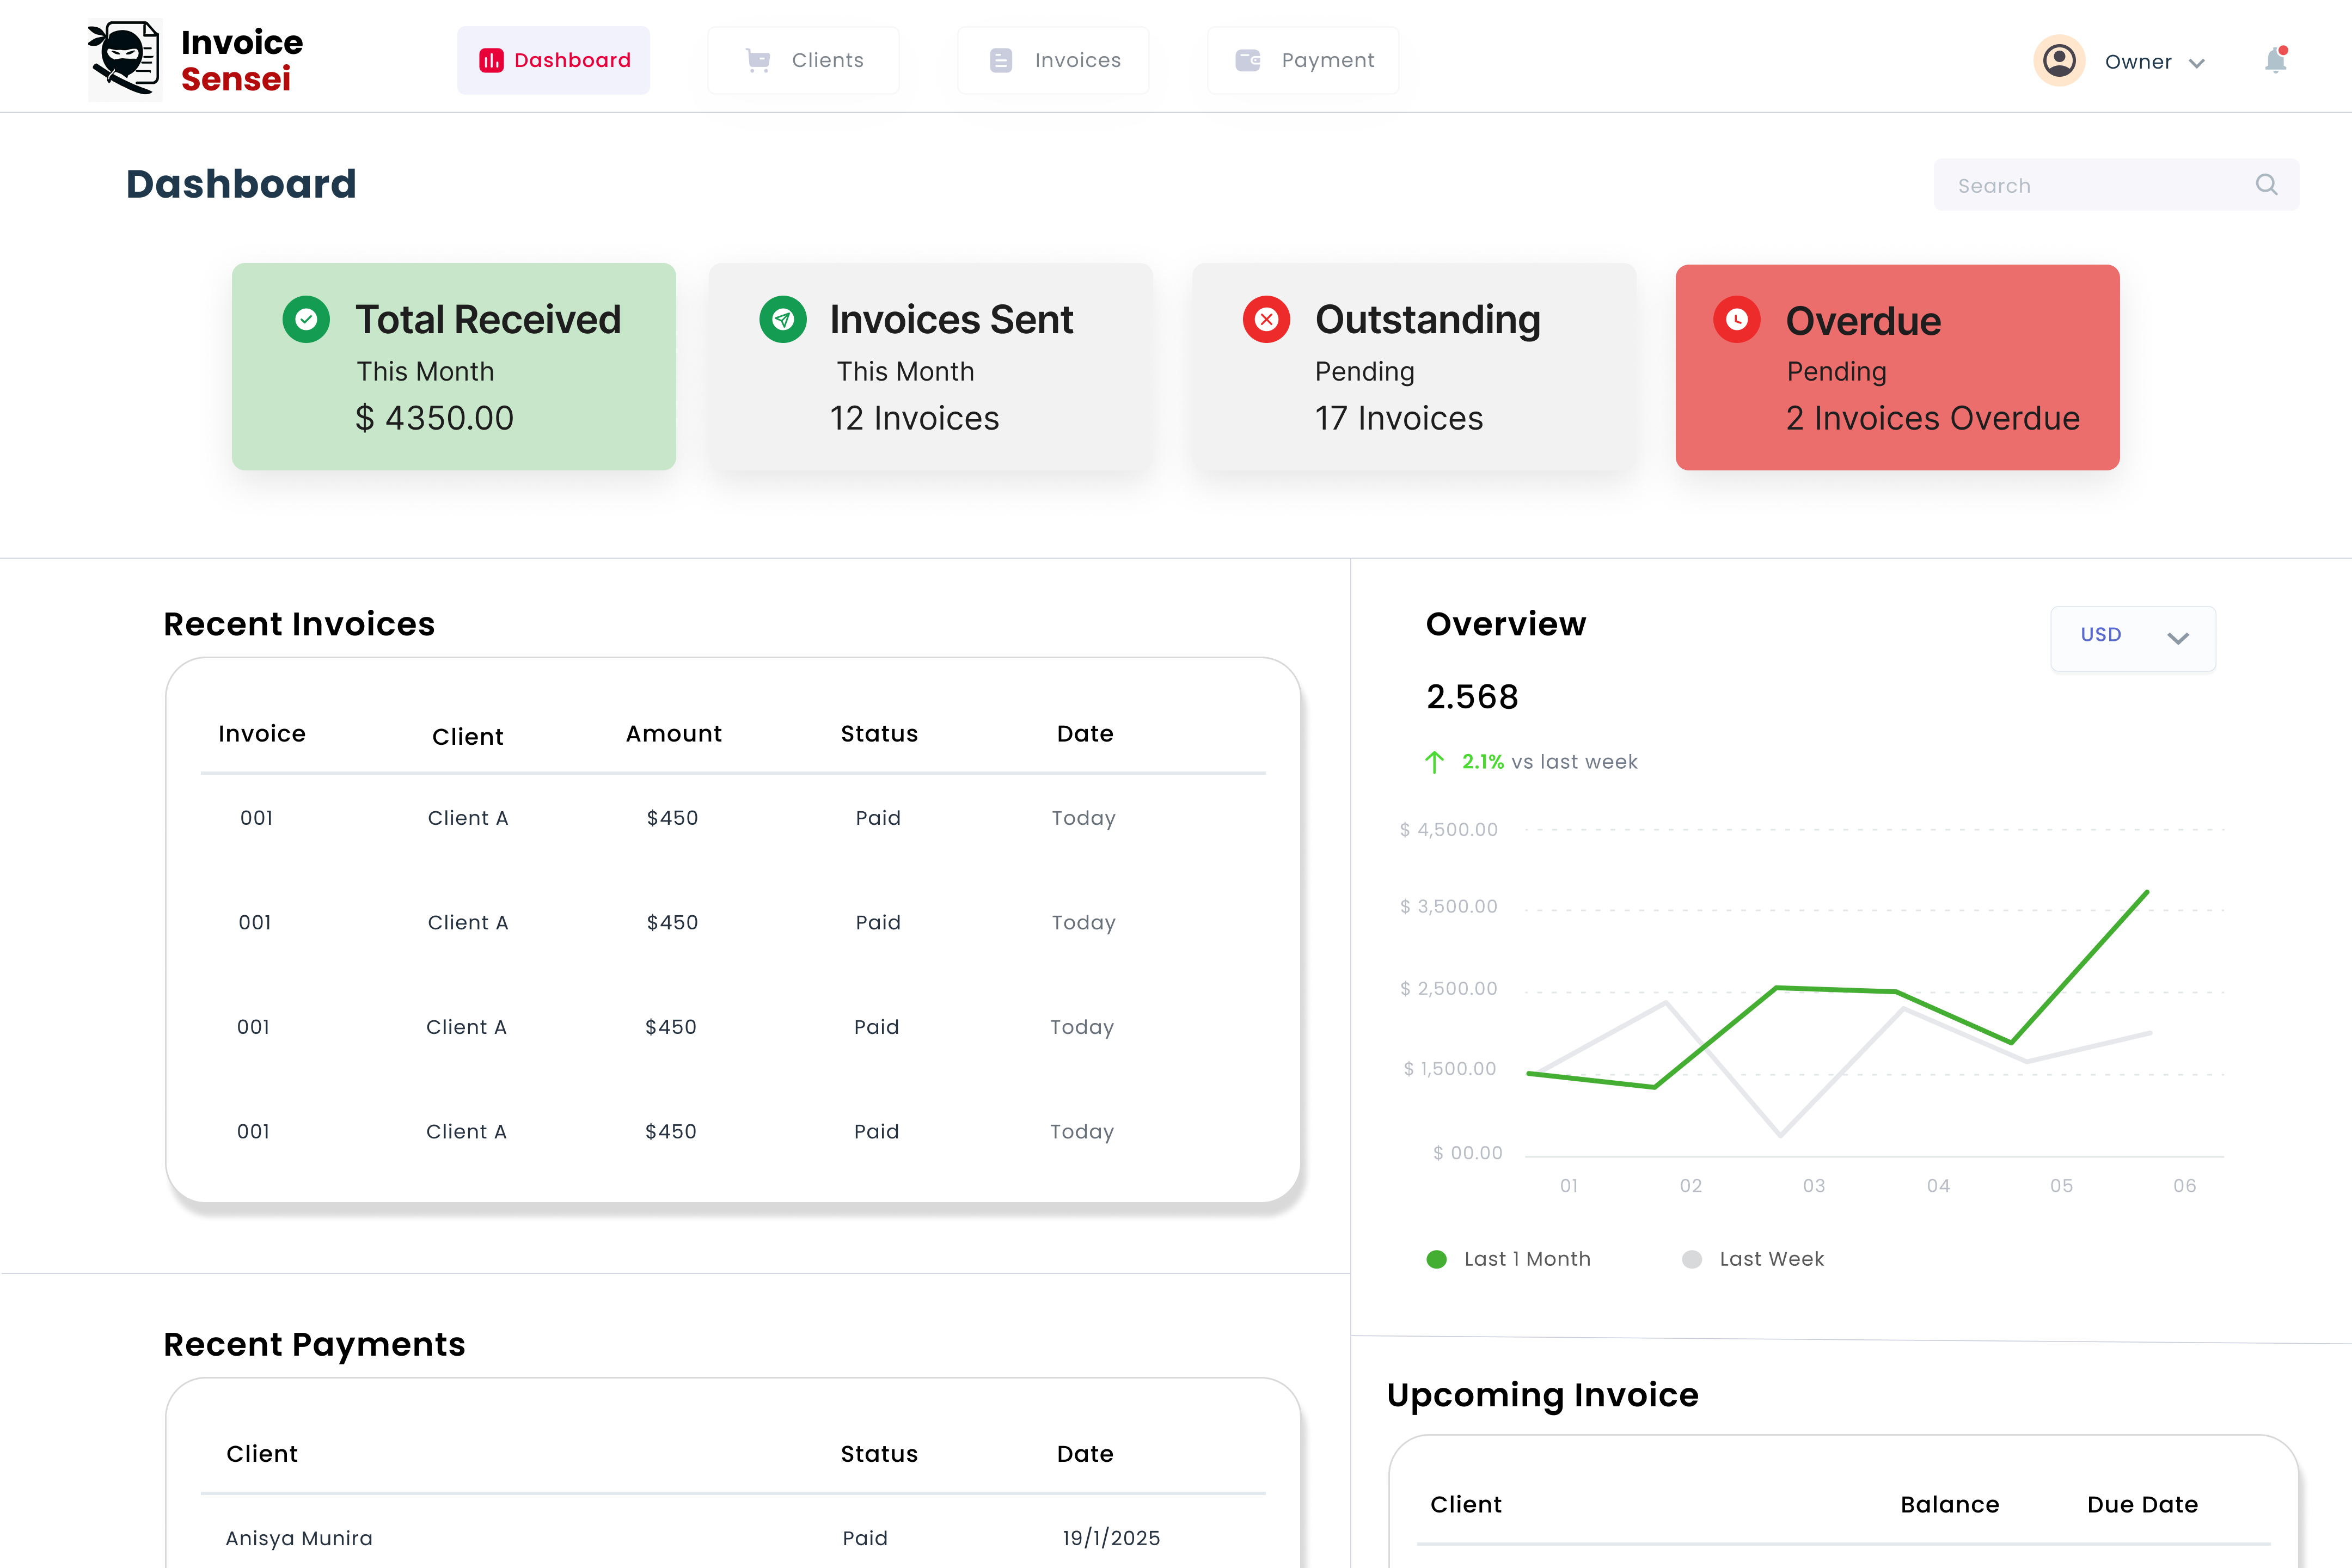 Invoice
Sensei
Dashboard
Clients
Invoices
Payment
Owner
Dashboard
Search
Total Received
This Month
$ 4350.00
Invoices Sent
This Month
12 Invoices
Outstanding
Pending
17 Invoices
Overdue
Pending
2 Invoices Overdue
Recent Invoices
Invoice Client Amount Status Date
001 Client A $450 Paid Today
001 Client A $450 Paid Today
001 Client A $450 Paid Today
001 Client A $450 Paid Today
Overview
USD
2.568
2.1% vs last week
$ 4,500.00
$ 3,500.00
$ 2,500.00
$ 1,500.00
$ 00.00
01 02 03 04 05 06
Last 1 Month
Last Week
Recent Payments
Client Status Date
Anisya Munira Paid 19/1/2025
Upcoming Invoice
Client Balance Due Date